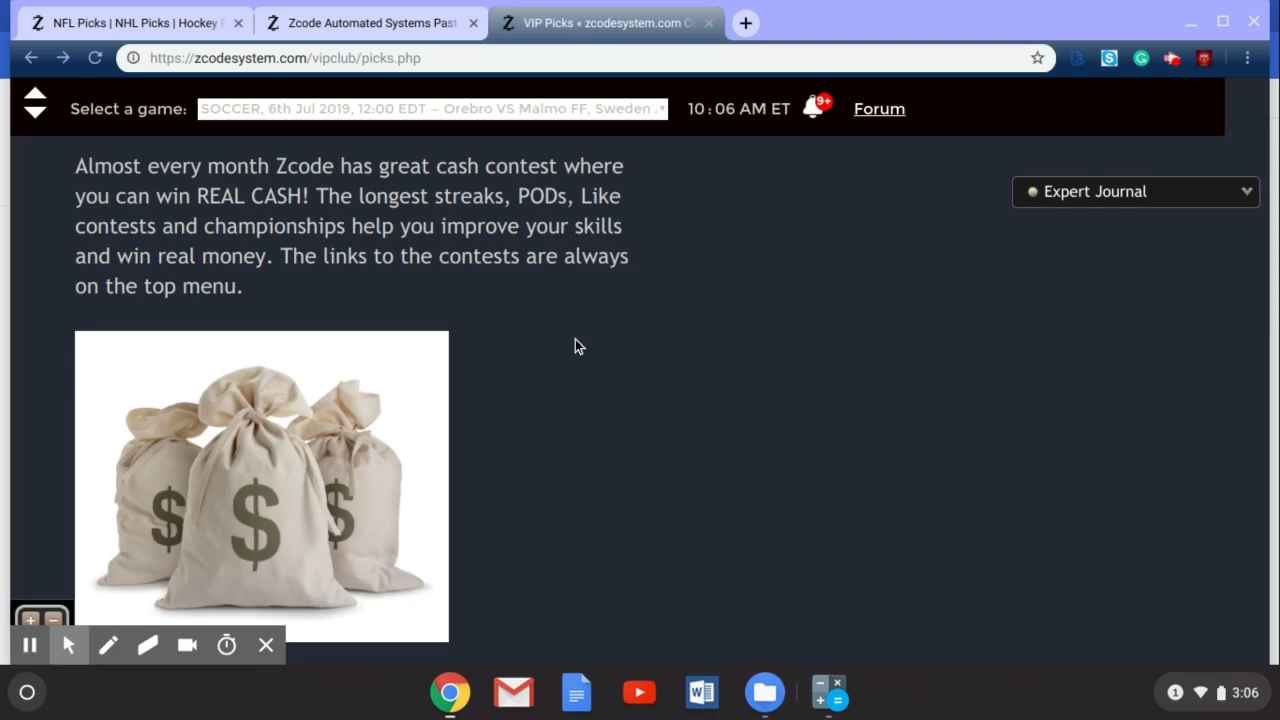 NFL Picks | NHL Picks | Hockey
Zcode Automated Systems Past
VIP Picks « zcodesystem.com C
https://zcodesystem.com/vipclub/picks.php
Select a game:
SOCCER, 6th Jul 2019, 12:00 EDT – Orebro VS Malmo FF, Sweden
10:06 AM ET
9+
Forum
Almost every month Zcode has great cash contest where
you can win REAL CASH! The longest streaks, PODs, Like
contests and championships help you improve your skills
and win real money. The links to the contests are always
on the top menu.
Expert Journal
$ $ $
1
3:06